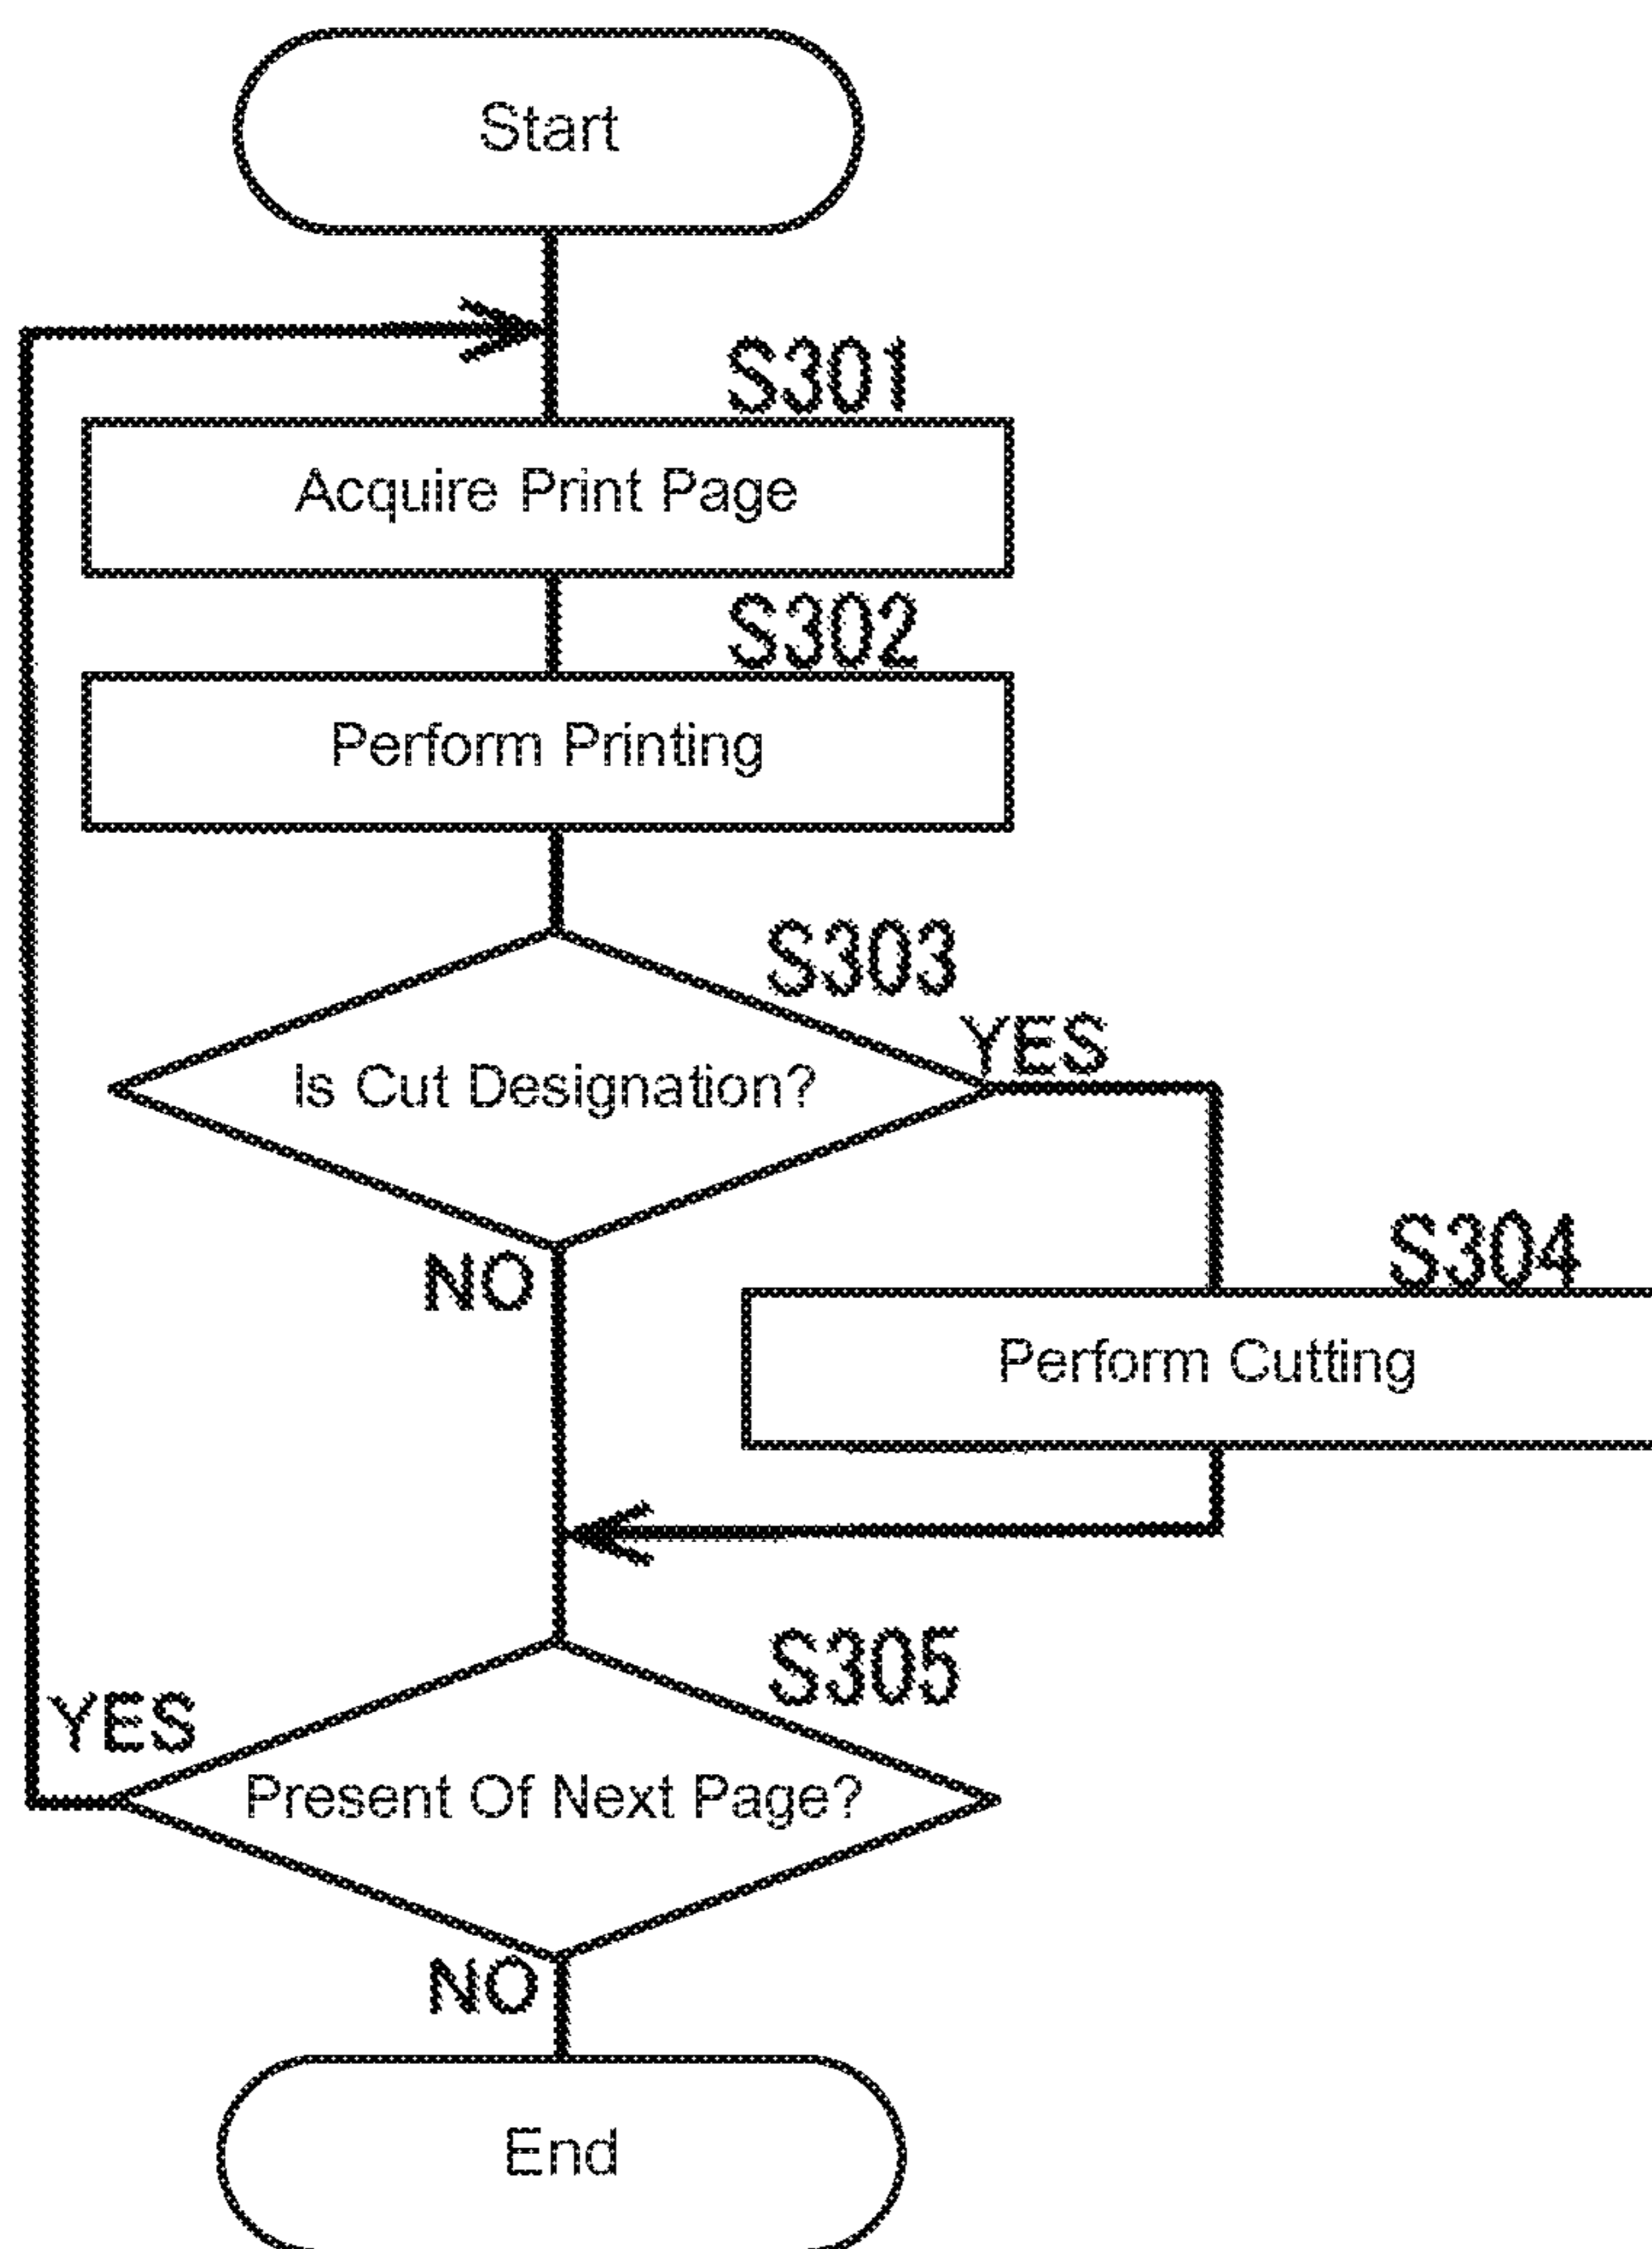 Start
S301
Acquire Print Page
S302
Perform Printing
S303
YES
Is Cut Designation?
NO
S304
Perform Cutting
S305
YES
Present Of Next Page?
NO
End